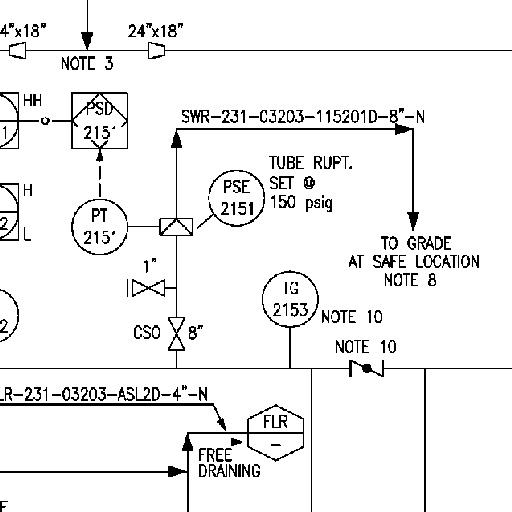 4"x18"
24"x18"
NOTE 3
HH
1
PSD
215'
SWR-231-03203-115201D-8"-N
TUBE RUPT.
SET @
150 psig
PSE
2151
H
2
L
PT
215'
TO GRADE
AT SAFE LOCATION
NOTE 8
1"
TG
2153
NOTE 10
2
CSO
8"
NOTE 10
LR-231-03203-ASL2D-4"-N
FLR
-
FREE
DRAINING